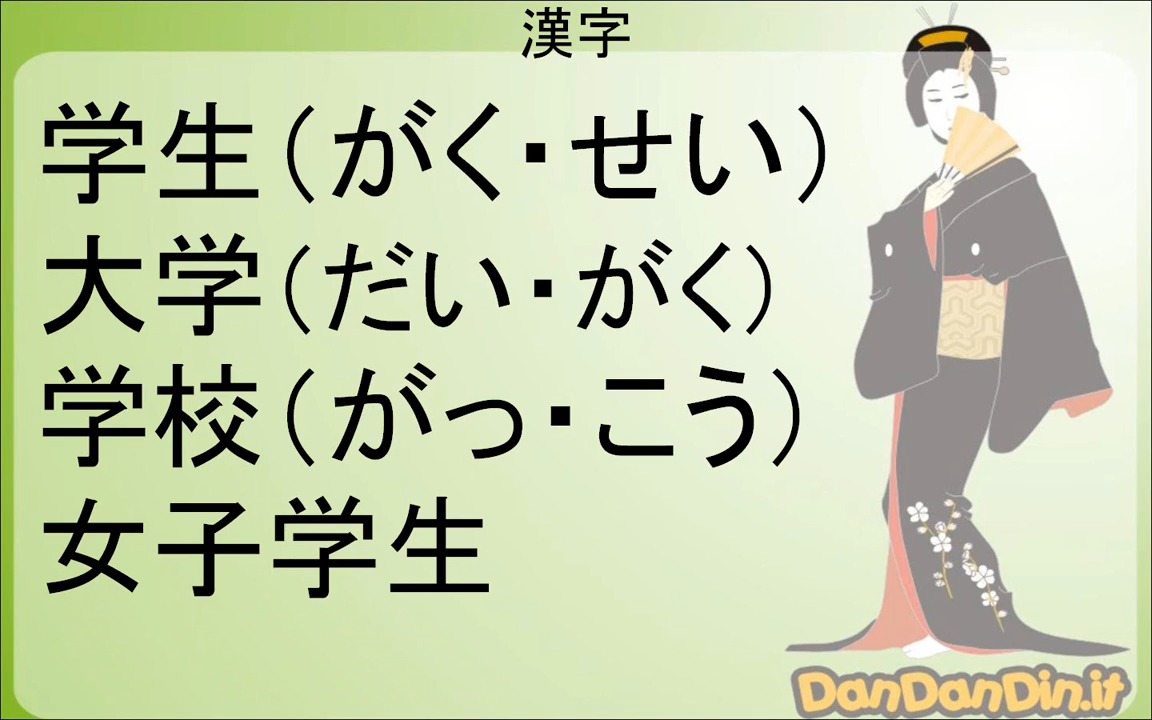 漢字
学生(がく・せい)
大学(だい・がく)
学校(がっ・こう)
女子学生
DanDanDin.it